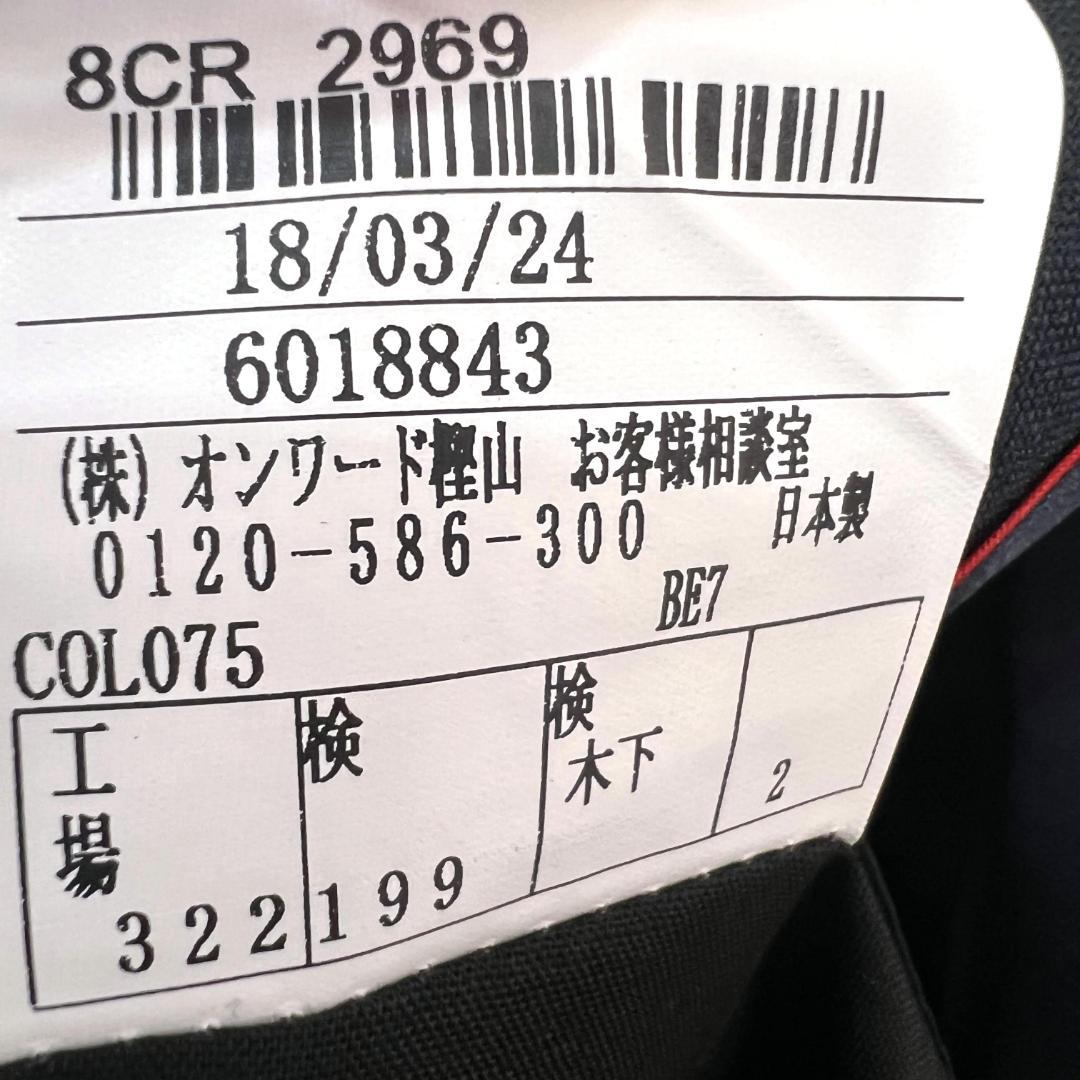 8CR 2969
18/03/24
6018843
(株) オンワード樫山 お客様相談室
0120-586-300 日本製
COL075 BE7
工場 検 検
木下
322 199 2